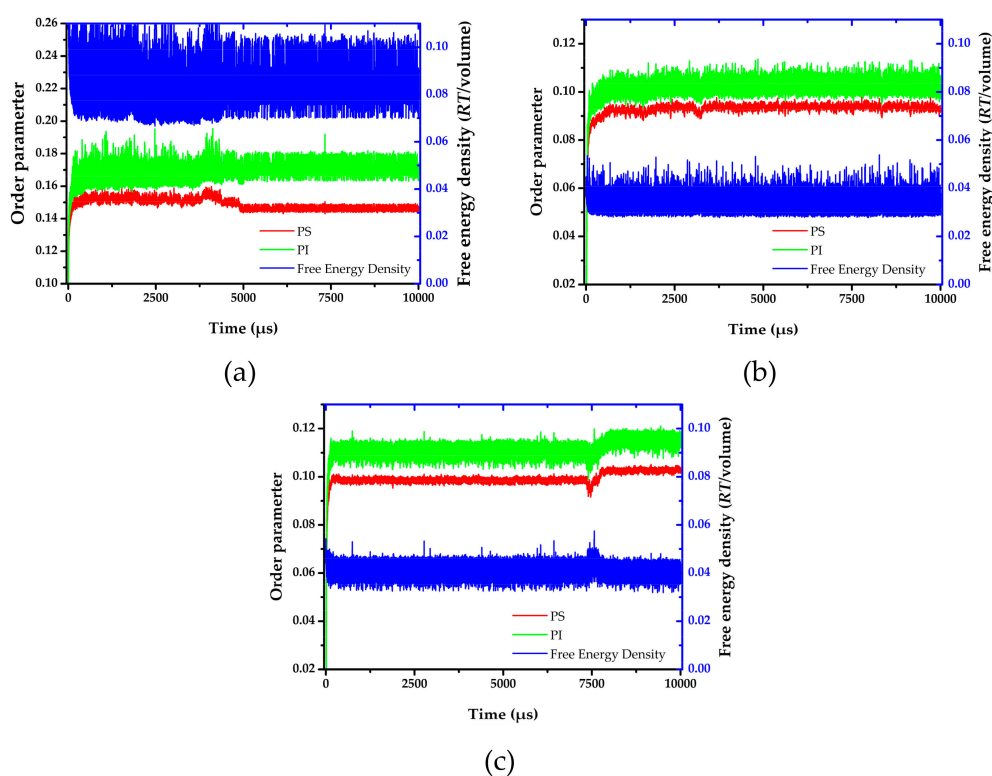 0.26
0.24
0.22
0.20
0.18
0.16
0.14
0.12
0.10
Order paramerter
0.10
0.08
0.06
0.04
0.02
0.00
Free energy density (RT/volume)
PS
PI
Free Energy Density
0
2500
5000
7500
10000
Time (μs)
(a)
0.12
0.10
0.08
0.06
0.04
0.02
Order paramerter
0.10
0.08
0.06
0.04
0.02
0.00
Free energy density (RT/volume)
PS
PI
Free Energy Density
0
2500
5000
7500
10000
Time (μs)
(b)
0.12
0.10
0.08
0.06
0.04
0.02
Order paramerter
0.10
0.08
0.06
0.04
0.02
0.00
Free energy density (RT/volume)
PS
PI
Free Energy Density
0
2500
5000
7500
10000
Time (μs)
(c)